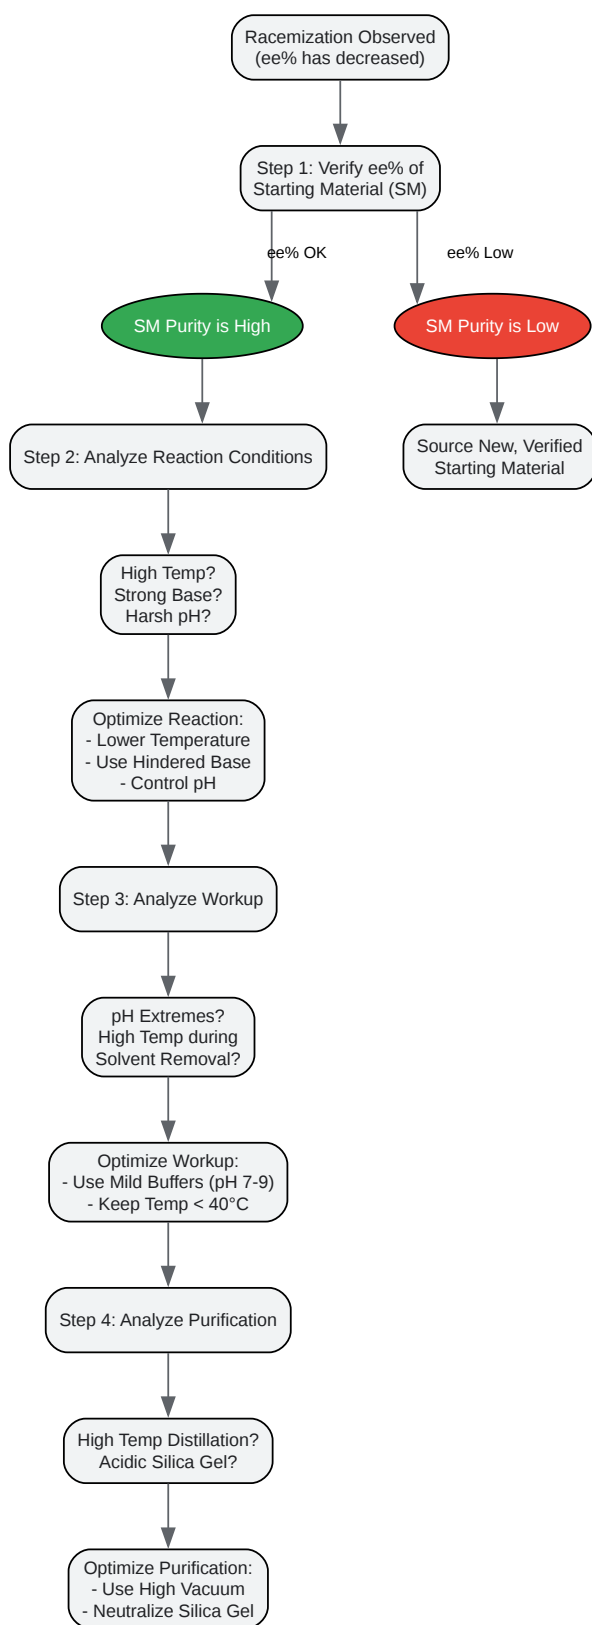 Racemization Observed
(ee% has decreased)
Step 1: Verify ee% of
Starting Material (SM)
ee% OK
ee% Low
SM Purity is High
SM Purity is Low
Step 2: Analyze Reaction Conditions
Source New, Verified
Starting Material
High Temp?
Strong Base?
Harsh pH?
Optimize Reaction:
- Lower Temperature
- Use Hindered Base
- Control pH
Step 3: Analyze Workup
pH Extremes?
High Temp during
Solvent Removal?
Optimize Workup:
- Use Mild Buffers (pH 7-9)
- Keep Temp < 40°C
Step 4: Analyze Purification
High Temp Distillation?
Acidic Silica Gel?
Optimize Purification:
- Use High Vacuum
- Neutralize Silica Gel